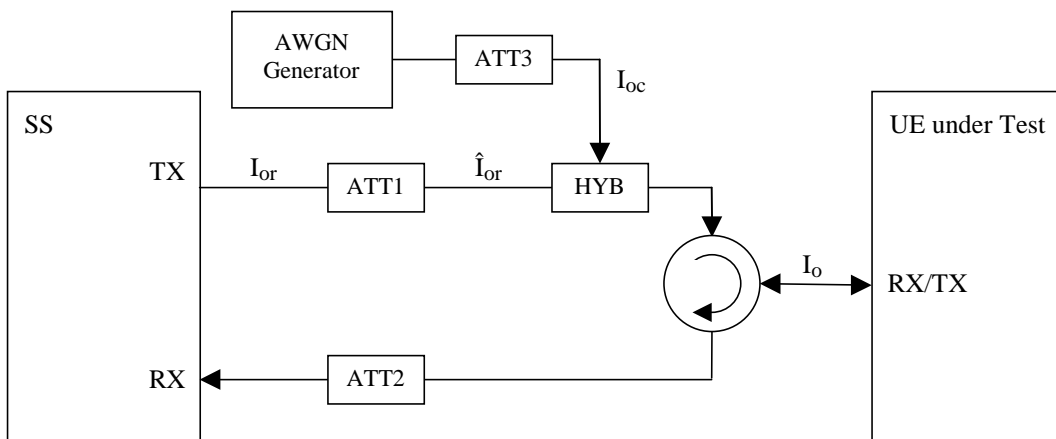 AWGN
Generator
ATT3
I_oc
SS
UE under Test
TX
I_or
ATT1
Î_or
HYB
I_o
RX/TX
RX
ATT2